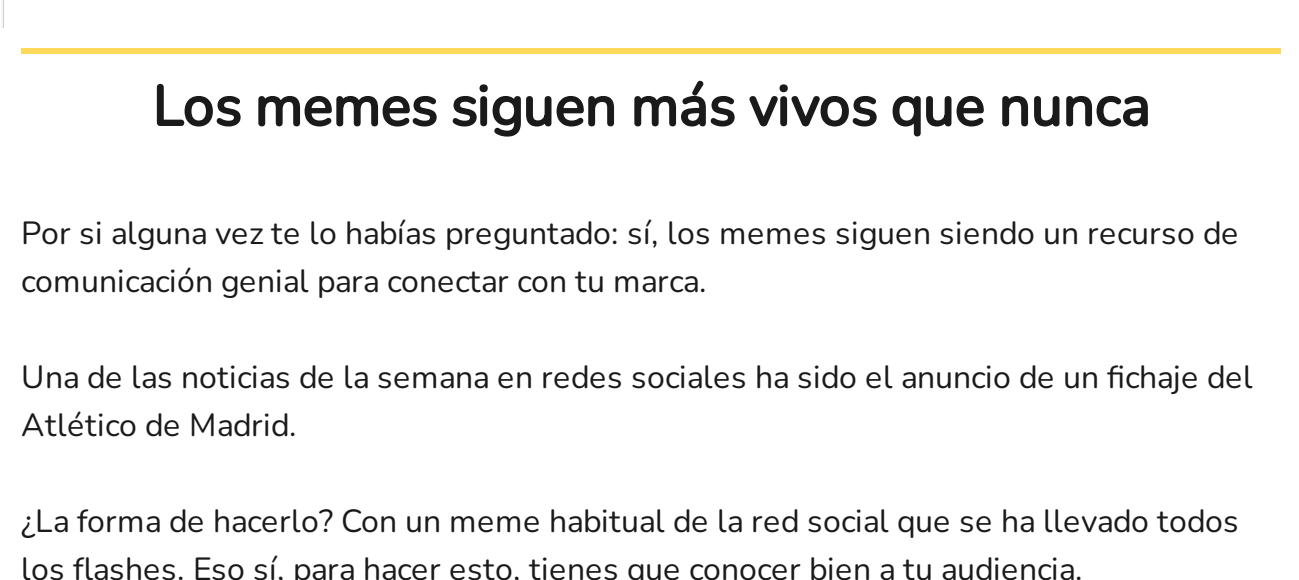 Los memes siguen más vivos que nunca
Por si alguna vez te lo habías preguntado: sí, los memes siguen siendo un recurso de
comunicación genial para conectar con tu marca.
Una de las noticias de la semana en redes sociales ha sido el anuncio de un fichaje del
Atlético de Madrid.
¿La forma de hacerlo? Con un meme habitual de la red social que se ha llevado todos
los flashes. Eso sí, para hacer esto, tienes que conocer bien a tu audiencia.